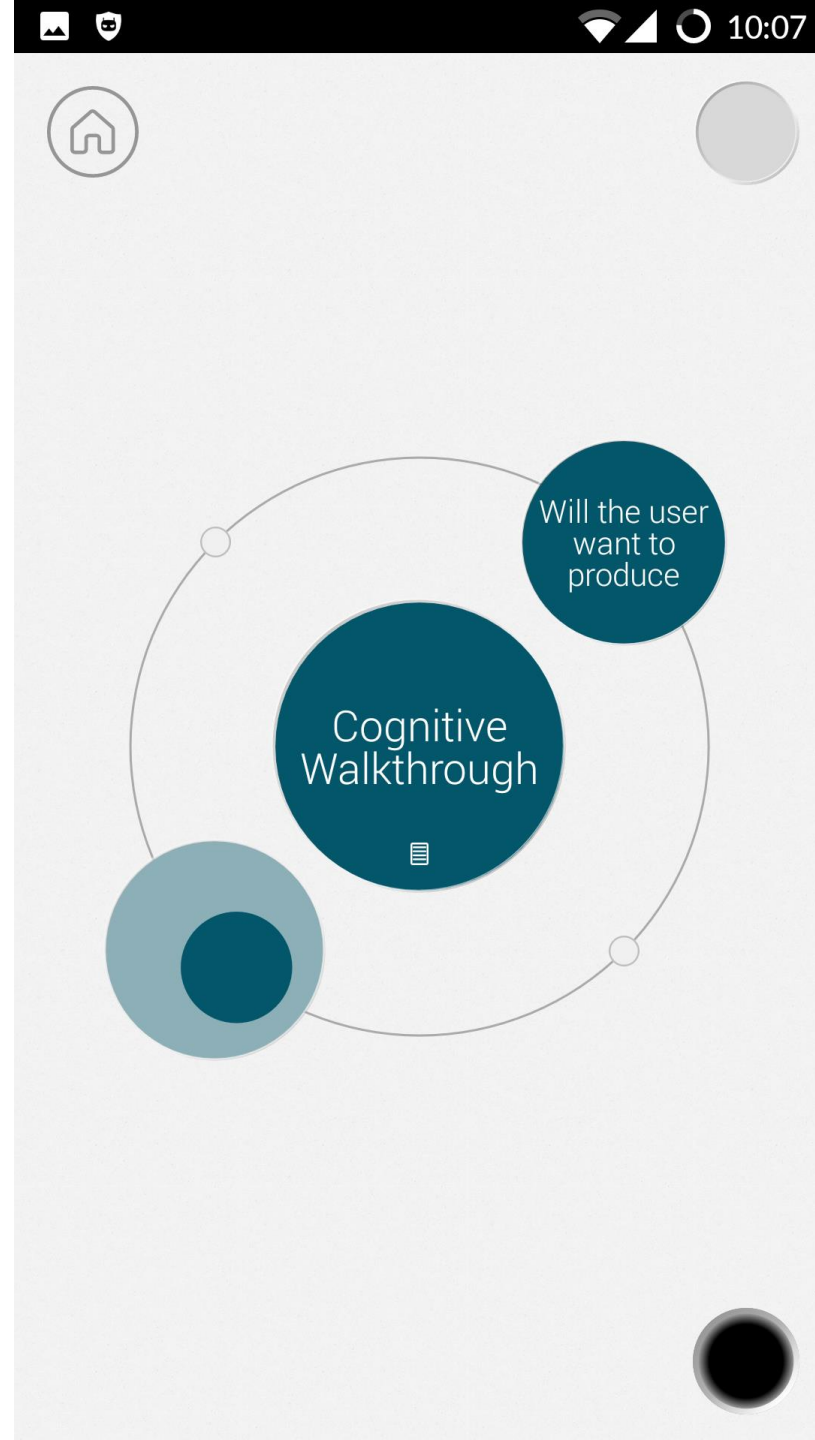 10:07
Will the user
want to
produce
Cognitive
Walkthrough